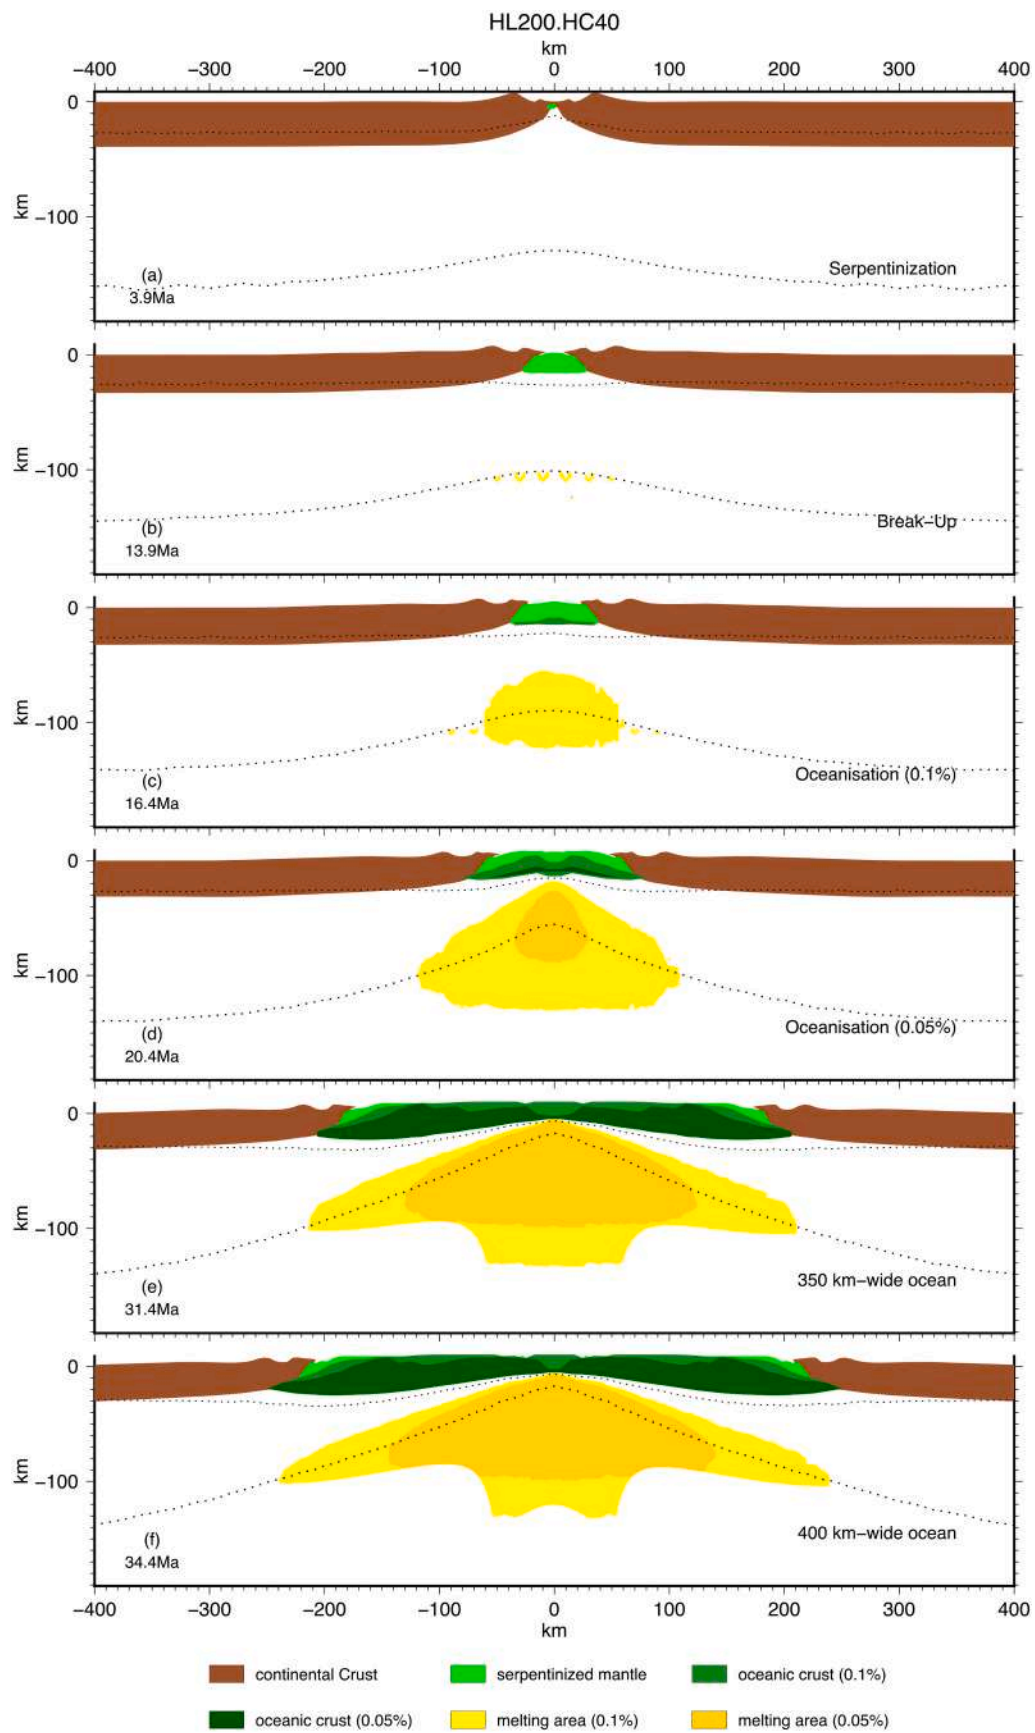 HL200.HC40
km
−400 −300 −200 −100 0 100 200 300 400
0
km
−100
(a)
3.9Ma
Serpentinization
0
km
−100
(b)
13.9Ma
Break−Up
0
km
−100
(c)
16.4Ma
Oceanisation (0.1%)
0
km
−100
(d)
20.4Ma
Oceanisation (0.05%)
0
km
−100
(e)
31.4Ma
350 km−wide ocean
0
km
−100
(f)
34.4Ma
400 km−wide ocean
−400 −300 −200 −100 0 100 200 300 400
km
continental Crust serpentinized mantle oceanic crust (0.1%)
oceanic crust (0.05%) melting area (0.1%) melting area (0.05%)